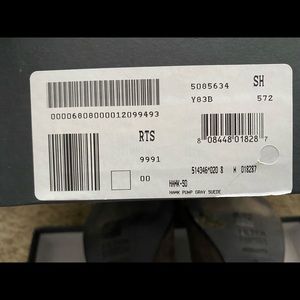 5085634 SH
Y83B 572
00006808000012099493
RTS
9991
00
8 08448 01828 7
514346*020 8 M 018287
HAMK-SD
HAMK PUMP GRAY SUEDE